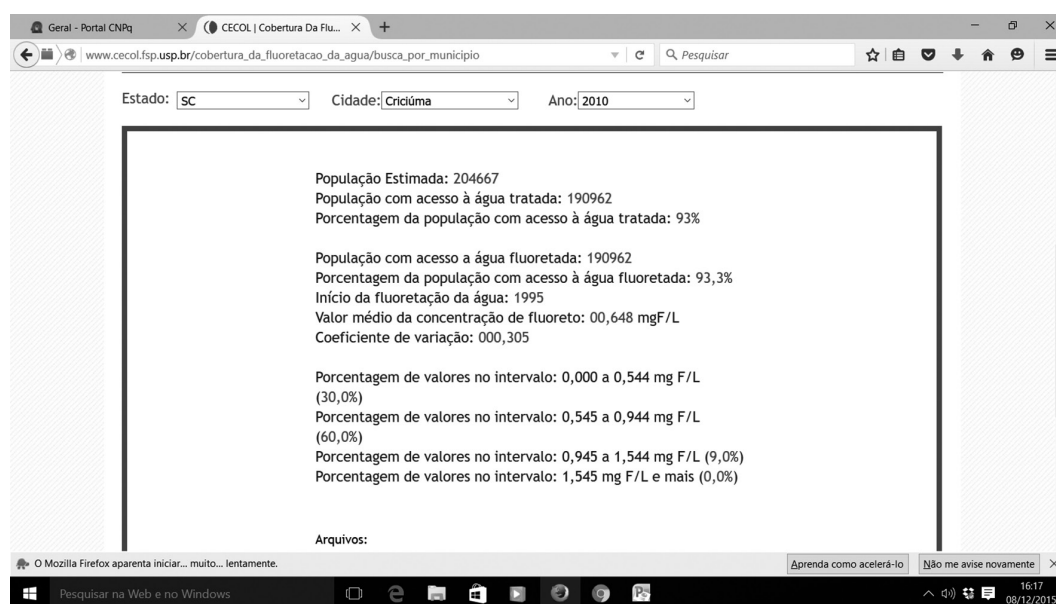 Geral - Portal CNPq
CECOL | Cobertura Da Flu...
www.cecol.fsp.usp.br/cobertura_da_fluoretacao_da_agua/busca_por_municipio
Pesquisar
Estado: SC Cidade: Criciúma Ano: 2010
População Estimada: 204667
População com acesso à água tratada: 190962
Porcentagem da população com acesso à água tratada: 93%
População com acesso a água fluoretada: 190962
Porcentagem da população com acesso à água fluoretada: 93,3%
Início da fluoretação da água: 1995
Valor médio da concentração de fluoreto: 00,648 mgF/L
Coeficiente de variação: 000,305
Porcentagem de valores no intervalo: 0,000 a 0,544 mg F/L
(30,0%)
Porcentagem de valores no intervalo: 0,545 a 0,944 mg F/L
(60,0%)
Porcentagem de valores no intervalo: 0,945 a 1,544 mg F/L (9,0%)
Porcentagem de valores no intervalo: 1,545 mg F/L e mais (0,0%)
Arquivos:
O Mozilla Firefox aparenta iniciar... muito... lentamente.
Aprenda como acelerá-lo
Não me avise novamente
Pesquisar na Web e no Windows
16:17
08/12/2015